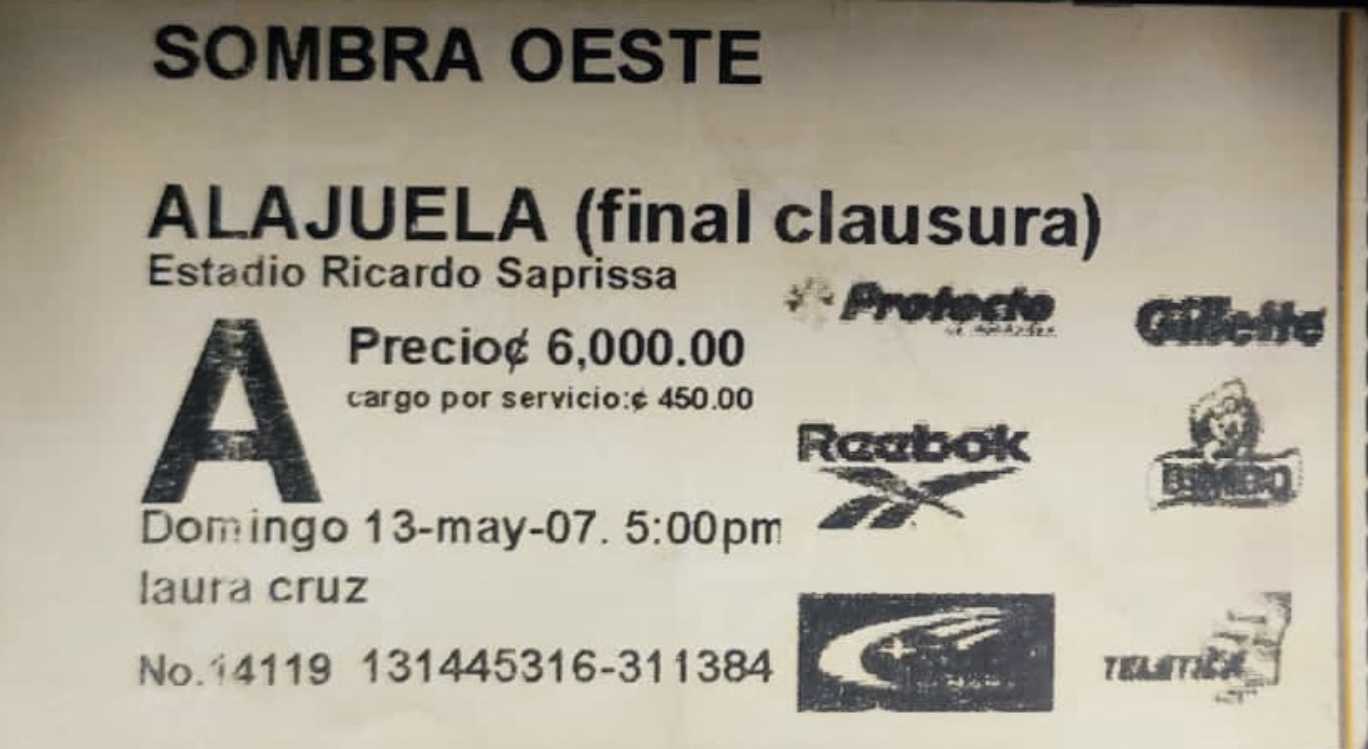 SOMBRA OESTE
ALAJUELA (final clausura)
Estadio Ricardo Saprissa
A
Precio¢ 6,000.00
cargo por servicio:¢ 450.00
Domingo 13-may-07. 5:00pm
laura cruz
No.14119 131445316-311384
Gillette
Reebok
BIMBO
TELETICA